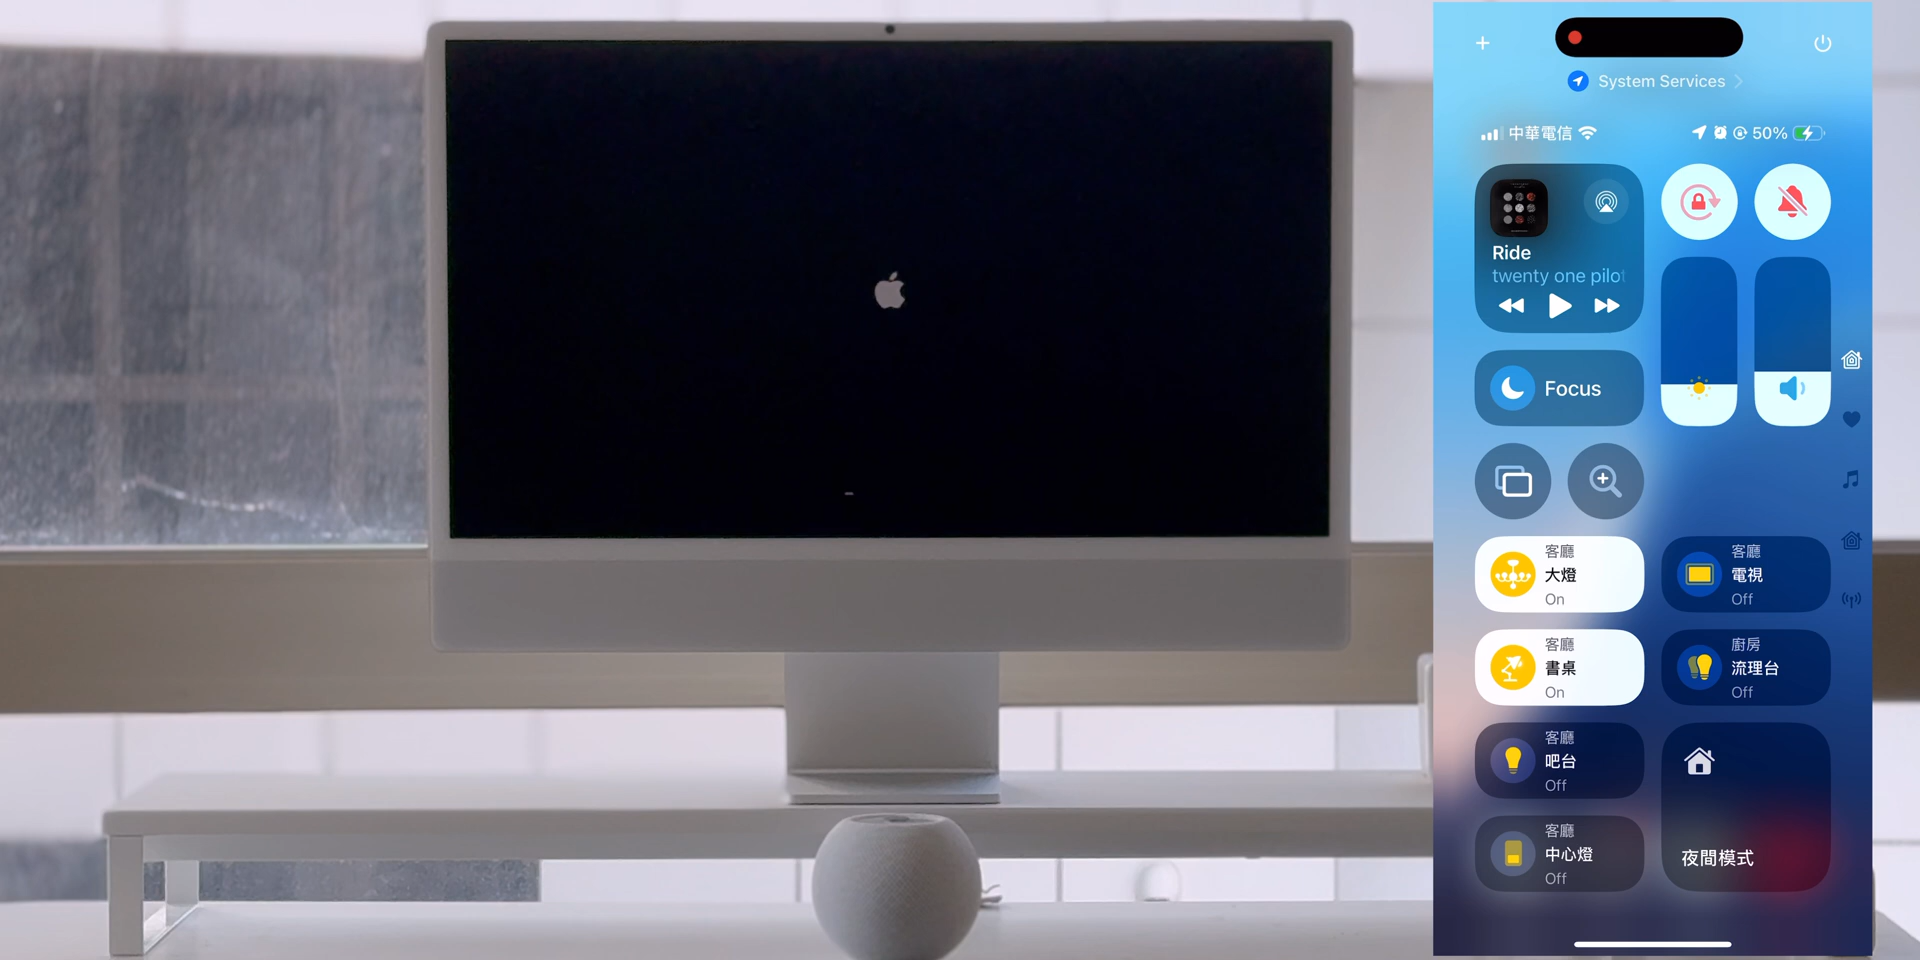 System Services
中華電信
50%
Ride
twenty one pilo
Focus
客廳
大燈
On
客廳
電視
Off
客廳
書桌
On
廚房
流理台
Off
客廳
吧台
Off
客廳
中心燈
Off
夜間模式